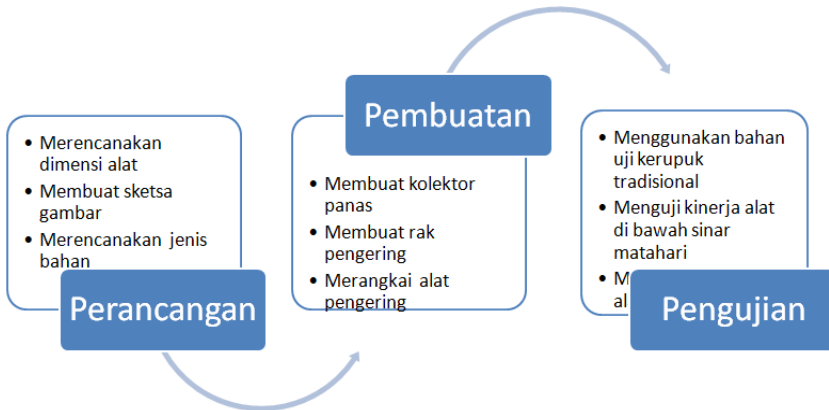 • Merencanakan
dimensi alat
• Membuat sketsa
gambar
• Merencanakan jenis
bahan
Perancangan
Pembuatan
• Membuat kolektor
panas
• Membuat rak
pengering
• Merangkai alat
pengering
• Menggunakan bahan
uji kerupuk
tradisional
• Menguji kinerja alat
di bawah sinar
matahari
Pengujian